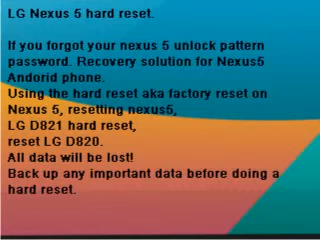 LG Nexus 5 hard reset.
If you forgot your nexus 5 unlock pattern
password. Recovery solution for Nexus5
Andorid phone.
Using the hard reset aka factory reset on
Nexus 5, resetting nexus5,
LG D821 hard reset,
reset LG D820.
All data will be lost!
Back up any important data before doing a
hard reset.